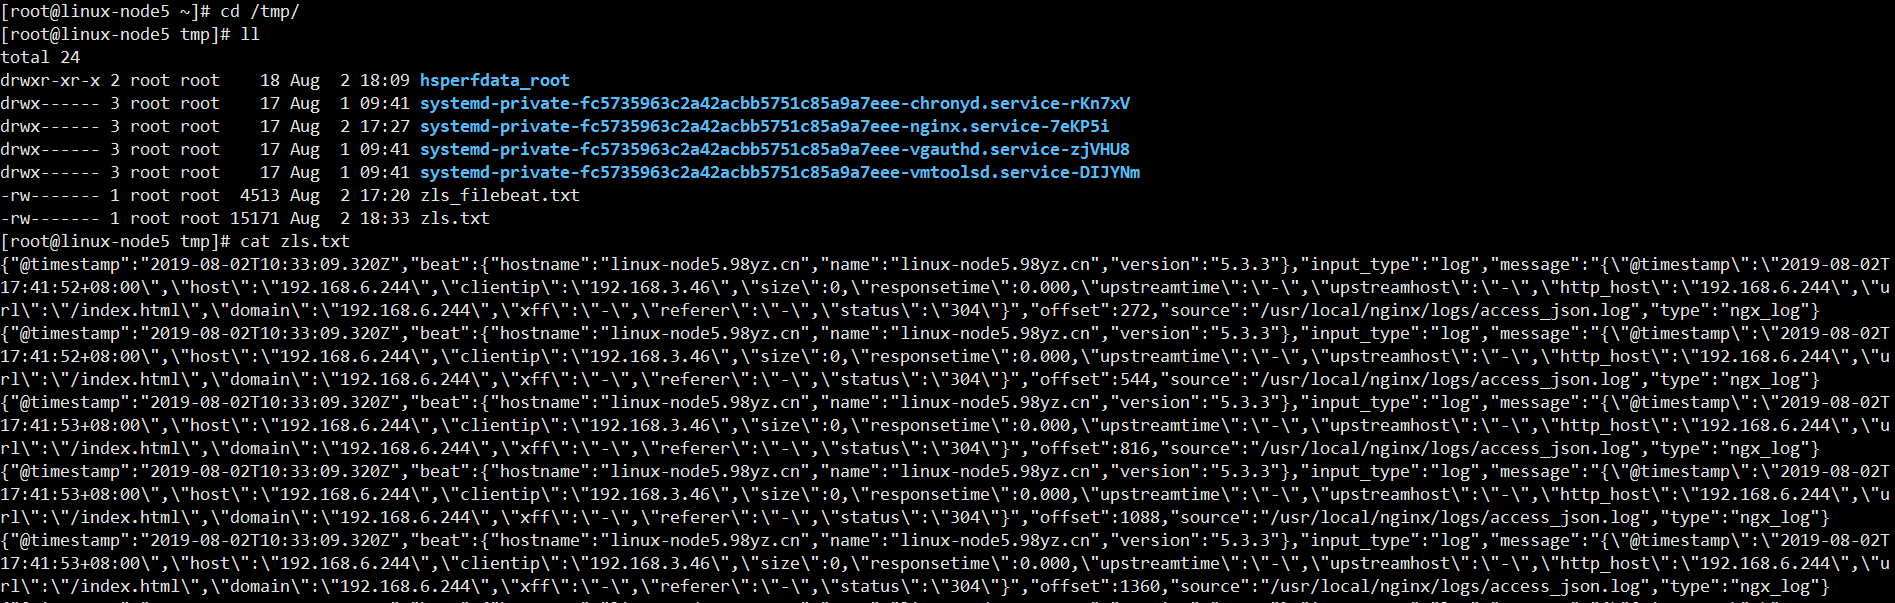 [root@linux-node5 ~]# cd /tmp/
[root@linux-node5 tmp]# ll
total 24
drwxr-xr-x 2 root root    18 Aug  2 18:09 hsperfdata_root
drwx------ 3 root root    17 Aug  1 09:41 systemd-private-fc5735963c2a42acbb5751c85a9a7eee-chronyd.service-rKn7xV
drwx------ 3 root root    17 Aug  2 17:27 systemd-private-fc5735963c2a42acbb5751c85a9a7eee-nginx.service-7eKP5i
drwx------ 3 root root    17 Aug  1 09:41 systemd-private-fc5735963c2a42acbb5751c85a9a7eee-vgauthd.service-zjVHU8
drwx------ 3 root root    17 Aug  1 09:41 systemd-private-fc5735963c2a42acbb5751c85a9a7eee-vmtoolsd.service-DIJYNm
-rw------- 1 root root  4513 Aug  2 17:20 zls_filebeat.txt
-rw------- 1 root root 15171 Aug  2 18:33 zls.txt
[root@linux-node5 tmp]# cat zls.txt
{"@timestamp":"2019-08-02T10:33:09.320Z","beat":{"hostname":"linux-node5.98yz.cn","name":"linux-node5.98yz.cn","version":"5.3.3"},"input_type":"log","message":"{\"@timestamp\":\"2019-08-02T
17:41:52+08:00\",\"host\":\"192.168.6.244\",\"clientip\":\"192.168.3.46\",\"size\":0,\"responsetime\":0.000,\"upstreamtime\":\"-\",\"upstreamhost\":\"-\",\"http_host\":\"192.168.6.244\",\"u
rl\":\"/index.html\",\"domain\":\"192.168.6.244\",\"xff\":\"-\",\"referer\":\"-\",\"status\":\"304\"}","offset":272,"source":"/usr/local/nginx/logs/access_json.log","type":"ngx_log"}
{"@timestamp":"2019-08-02T10:33:09.320Z","beat":{"hostname":"linux-node5.98yz.cn","name":"linux-node5.98yz.cn","version":"5.3.3"},"input_type":"log","message":"{\"@timestamp\":\"2019-08-02T
17:41:52+08:00\",\"host\":\"192.168.6.244\",\"clientip\":\"192.168.3.46\",\"size\":0,\"responsetime\":0.000,\"upstreamtime\":\"-\",\"upstreamhost\":\"-\",\"http_host\":\"192.168.6.244\",\"u
rl\":\"/index.html\",\"domain\":\"192.168.6.244\",\"xff\":\"-\",\"referer\":\"-\",\"status\":\"304\"}","offset":544,"source":"/usr/local/nginx/logs/access_json.log","type":"ngx_log"}
{"@timestamp":"2019-08-02T10:33:09.320Z","beat":{"hostname":"linux-node5.98yz.cn","name":"linux-node5.98yz.cn","version":"5.3.3"},"input_type":"log","message":"{\"@timestamp\":\"2019-08-02T
17:41:53+08:00\",\"host\":\"192.168.6.244\",\"clientip\":\"192.168.3.46\",\"size\":0,\"responsetime\":0.000,\"upstreamtime\":\"-\",\"upstreamhost\":\"-\",\"http_host\":\"192.168.6.244\",\"u
rl\":\"/index.html\",\"domain\":\"192.168.6.244\",\"xff\":\"-\",\"referer\":\"-\",\"status\":\"304\"}","offset":816,"source":"/usr/local/nginx/logs/access_json.log","type":"ngx_log"}
{"@timestamp":"2019-08-02T10:33:09.320Z","beat":{"hostname":"linux-node5.98yz.cn","name":"linux-node5.98yz.cn","version":"5.3.3"},"input_type":"log","message":"{\"@timestamp\":\"2019-08-02T
17:41:53+08:00\",\"host\":\"192.168.6.244\",\"clientip\":\"192.168.3.46\",\"size\":0,\"responsetime\":0.000,\"upstreamtime\":\"-\",\"upstreamhost\":\"-\",\"http_host\":\"192.168.6.244\",\"u
rl\":\"/index.html\",\"domain\":\"192.168.6.244\",\"xff\":\"-\",\"referer\":\"-\",\"status\":\"304\"}","offset":1088,"source":"/usr/local/nginx/logs/access_json.log","type":"ngx_log"}
{"@timestamp":"2019-08-02T10:33:09.320Z","beat":{"hostname":"linux-node5.98yz.cn","name":"linux-node5.98yz.cn","version":"5.3.3"},"input_type":"log","message":"{\"@timestamp\":\"2019-08-02T
17:41:53+08:00\",\"host\":\"192.168.6.244\",\"clientip\":\"192.168.3.46\",\"size\":0,\"responsetime\":0.000,\"upstreamtime\":\"-\",\"upstreamhost\":\"-\",\"http_host\":\"192.168.6.244\",\"u
rl\":\"/index.html\",\"domain\":\"192.168.6.244\",\"xff\":\"-\",\"referer\":\"-\",\"status\":\"304\"}","offset":1360,"source":"/usr/local/nginx/logs/access_json.log","type":"ngx_log"}